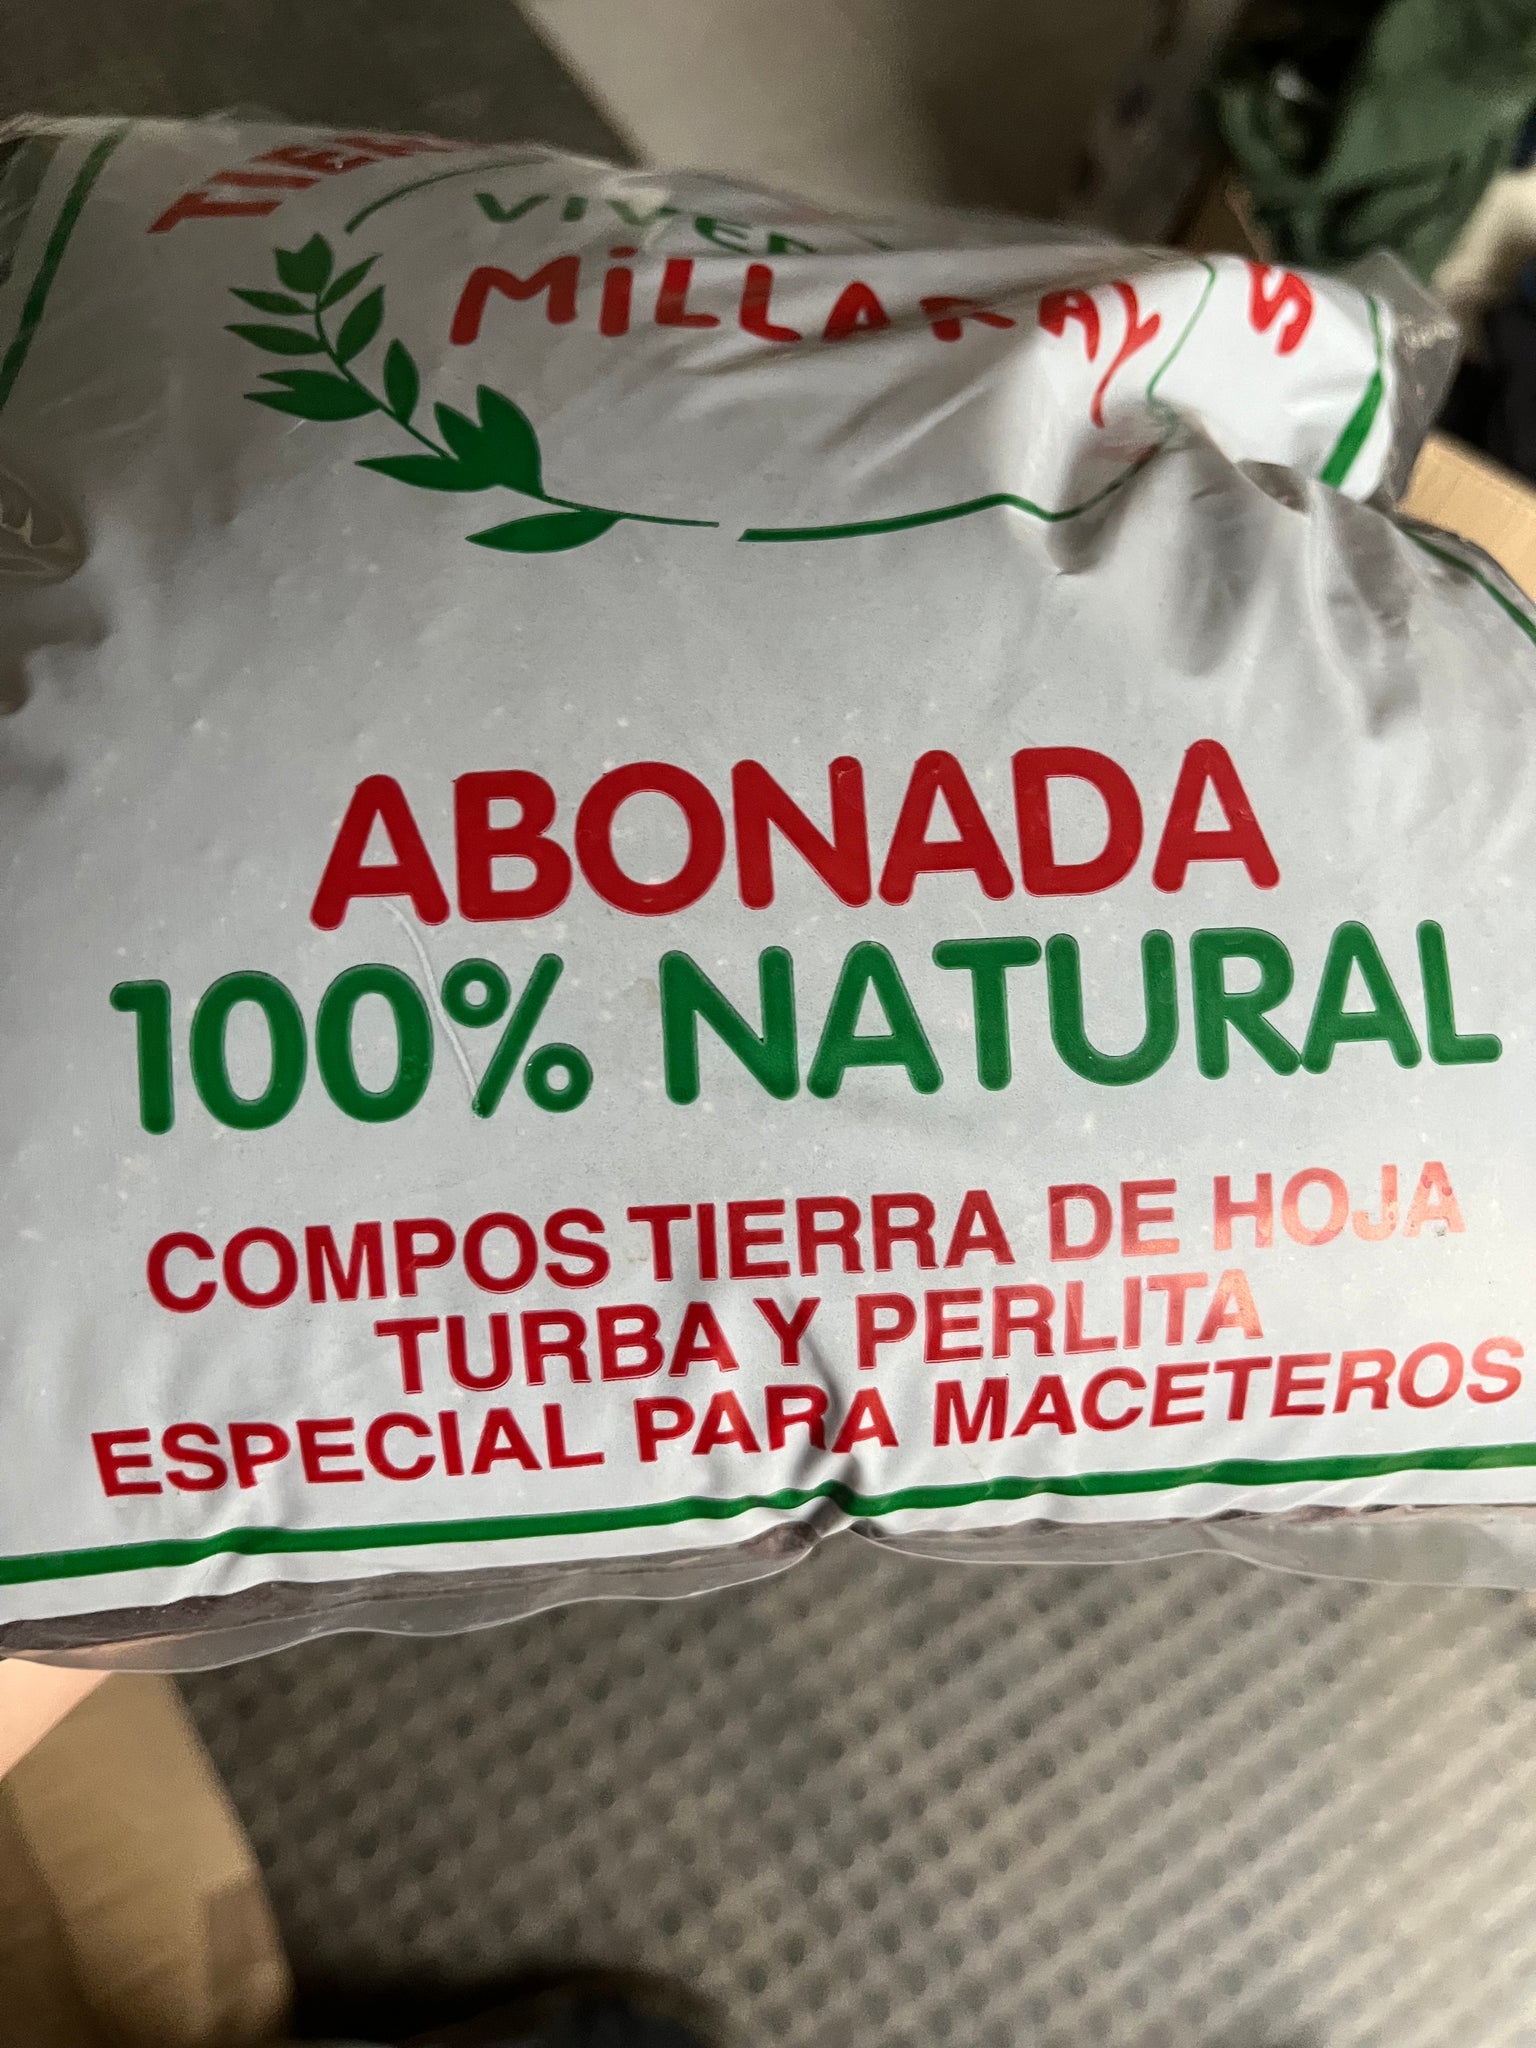 MILLARAY
ABONADA
100% NATURAL
COMPOS TIERRA DE HOJA
TURBA Y PERLITA
ESPECIAL PARA MACETEROS